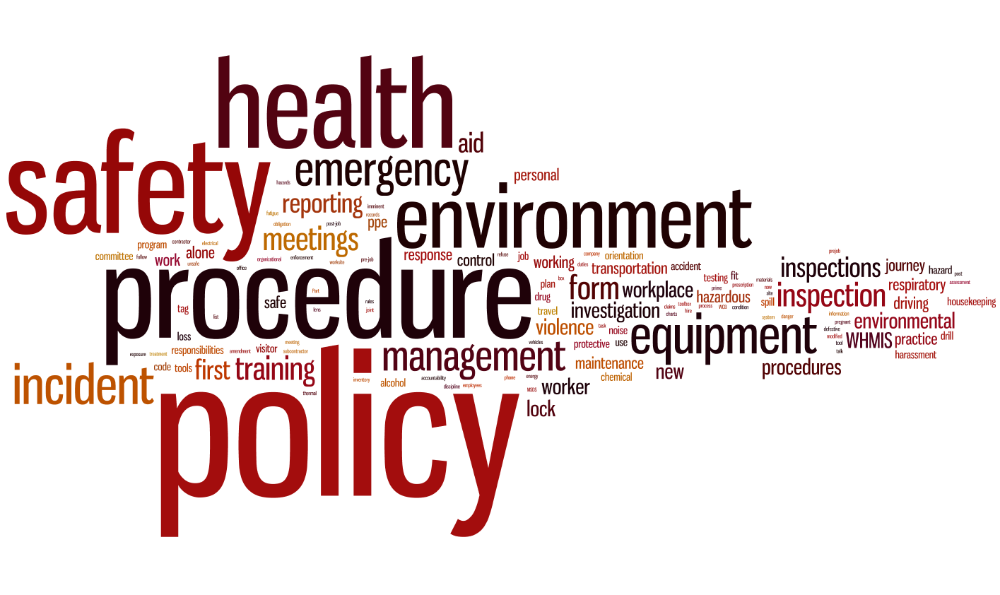 health
aid
safety
emergency
personal
hazards
environment
reporting
imminent
fatigue
records
obligation
post-job
ppe
meetings
program
contractor
electrical
committee
follow
work
alone
unsafe
organizational
enforcement
worksite
pre-job
office
response
control
refuse
job
working
duties
company
orientation
transportation
accident
prejob
inspections
journey
hazard
post
procedure
safe
Part
lens
rules
joint
tag
list
loss
plan
box
drug
form
workplace
testing
fit
prime
prescription
materials
now
site
spill
hazardous
inspection
respiratory
assessment
driving
housekeeping
travel
investigation
claims
toolbox
charts
hire
process
WCB
condition
violence
task
noise
system
danger
information
pregnant
environmental
defective
equipment
modified
tool
talk
WHMIS
practice
drill
harassment
vehicles
protective
use
exposure
treatment
responsibilities
amendment
visitor
meeting
subcontractor
management
code
tools
first
training
incident
thermal
inventory
alcohol
accountability
discipline
employees
phone
energy
MSDS
worker
maintenance
chemical
new
procedures
lock
policy